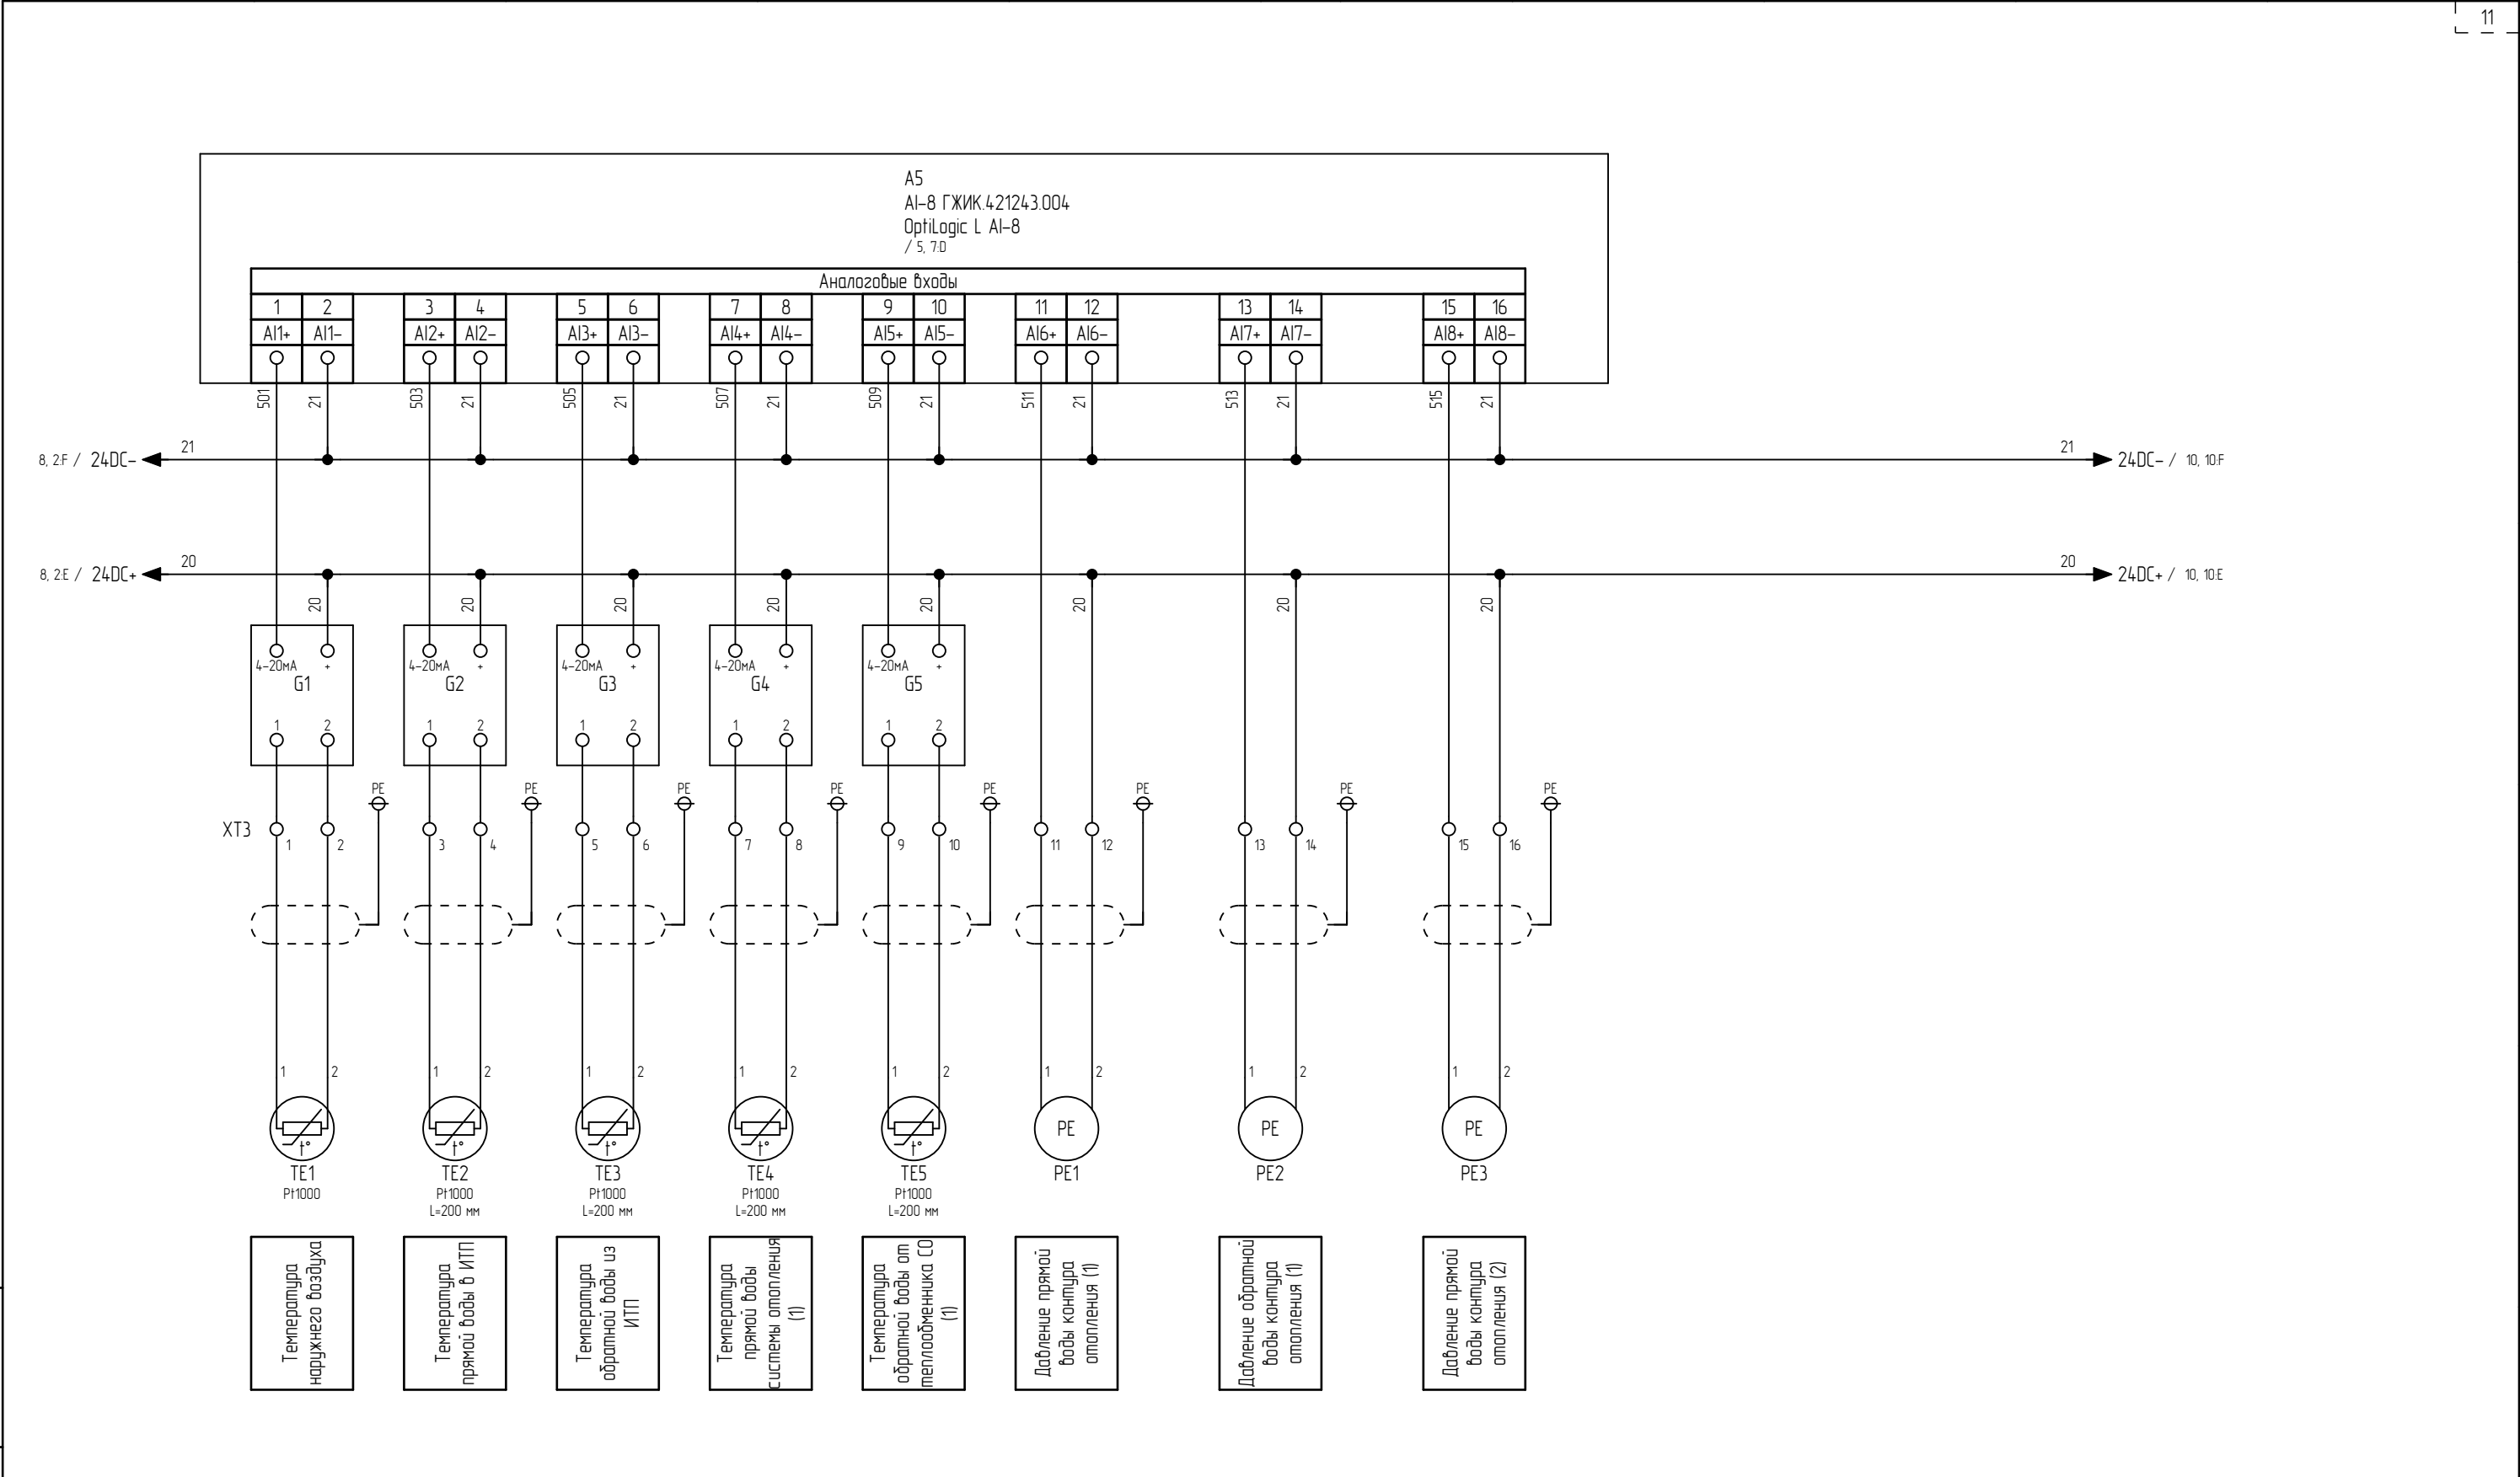 11
A5
AI-8 ГЖИК.421243.004
OptiLogic L AI-8
/ 5, 7:D
Аналоговые входы
1 2 3 4 5 6 7 8 9 10 11 12 13 14 15 16
AI1+ AI1- AI2+ AI2- AI3+ AI3- AI4+ AI4- AI5+ AI5- AI6+ AI6- AI7+ AI7- AI8+ AI8-
501 21 503 21 505 21 507 21 509 21 511 21 513 21 515 21
8, 2:F / 24DC- 21 21 24DC- / 10, 10:F
8, 2:E / 24DC+ 20 20 24DC+ / 10, 10:E
20 20 20 20 20 20 20 20
4-20мА + 4-20мА + 4-20мА + 4-20мА + 4-20мА +
G1 G2 G3 G4 G5
1 2 1 2 1 2 1 2 1 2
PE PE PE PE PE PE PE PE
XT3
1 2 3 4 5 6 7 8 9 10 11 12 13 14 15 16
1 2 1 2 1 2 1 2 1 2 1 2 1 2 1 2
t° t° t° t° t° PE PE PE
TE1 TE2 TE3 TE4 TE5 PE1 PE2 PE3
Pt1000 Pt1000 Pt1000 Pt1000 Pt1000
L=200 мм L=200 мм L=200 мм L=200 мм
Температура
наружнего воздуха
Температура
прямой воды в ИТП
Температура
обратной воды из
ИТП
Температура
прямой воды
системы отопления
(1)
Температура
обратной воды от
теплообменника СО
(1)
Давление прямой
воды контура
отопления (1)
Давление обратной
воды контура
отопления (1)
Давление прямой
воды контура
отопления (2)